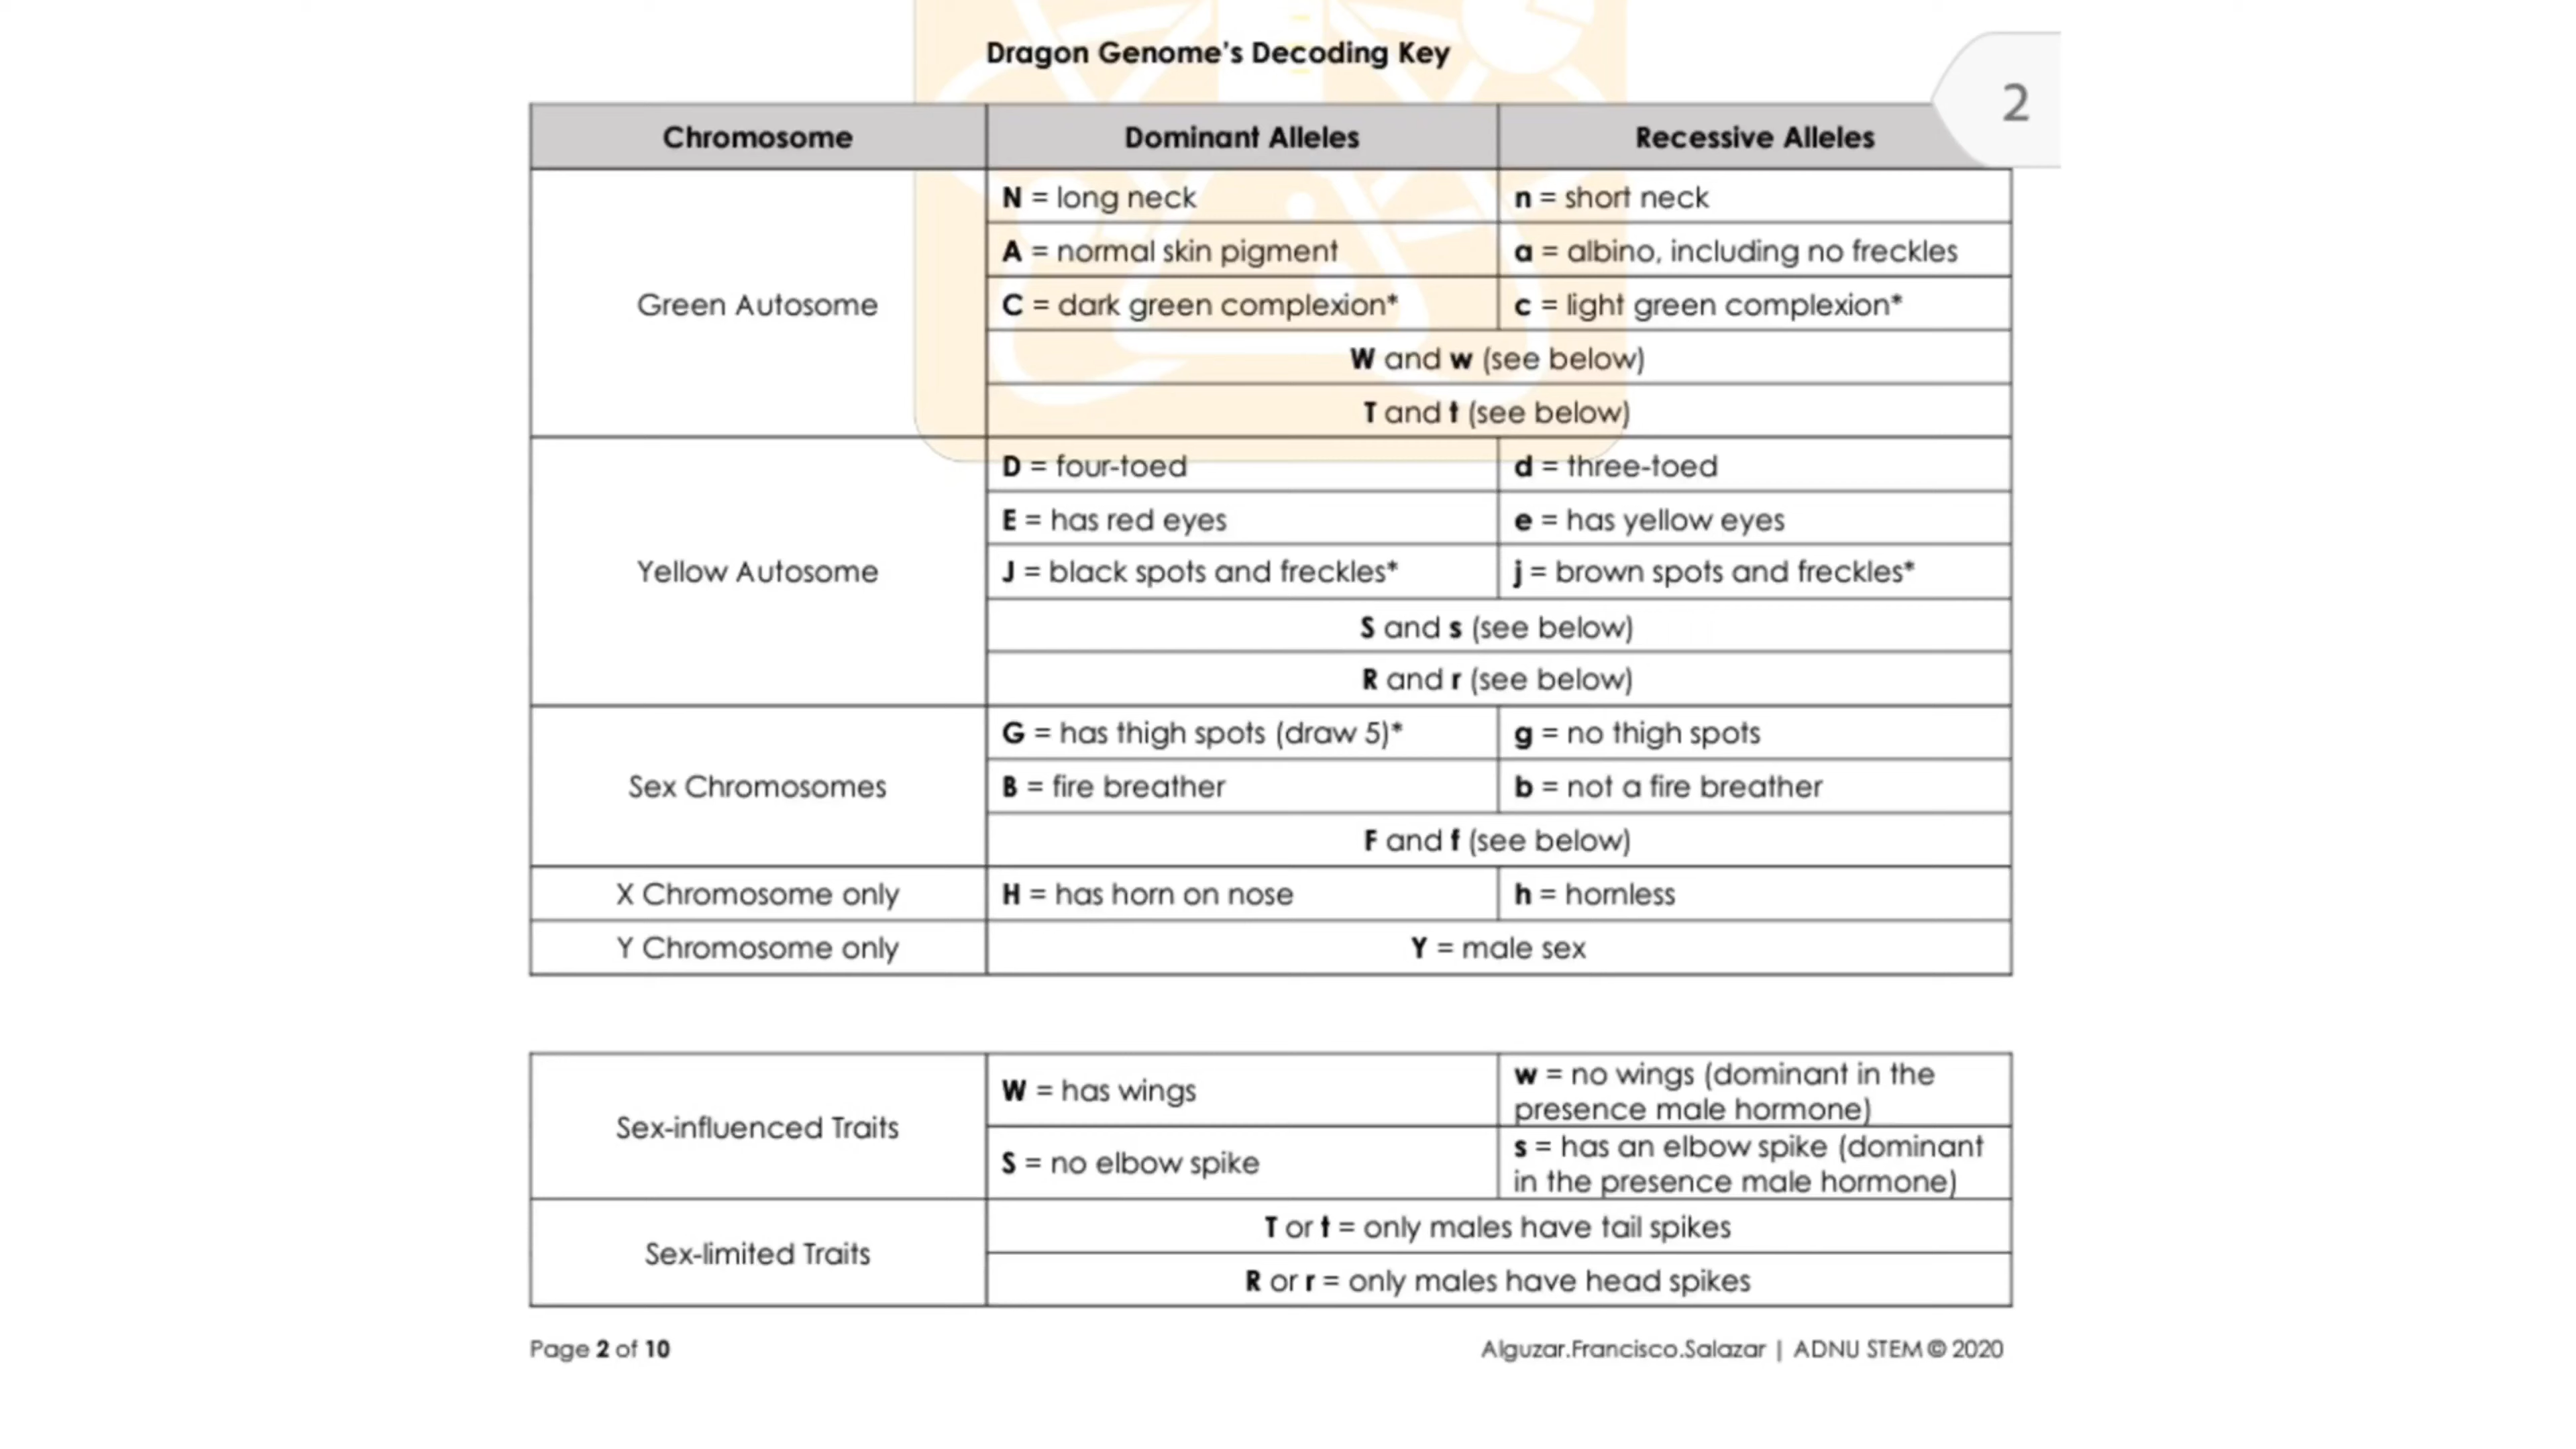 Dragon Genome's Decoding Key
2
Chromosome Dominant Alleles Recessive Alleles
Green Autosome
N = long neck n = short neck
A = normal skin pigment a = albino, including no freckles
C = dark green complexion* c = light green complexion*
W and w (see below)
T and t (see below)
Yellow Autosome
D = four-toed d = three-toed
E = has red eyes e = has yellow eyes
J = black spots and freckles* j = brown spots and freckles*
S and s (see below)
R and r (see below)
Sex Chromosomes
G = has thigh spots (draw 5)* g = no thigh spots
B = fire breather b = not a fire breather
F and f (see below)
X Chromosome only H = has horn on nose h = hornless
Y Chromosome only Y = male sex
Sex-influenced Traits
W = has wings
w = no wings (dominant in the
presence male hormone)
S = no elbow spike
s = has an elbow spike (dominant
in the presence male hormone)
Sex-limited Traits
T or t = only males have tail spikes
R or r = only males have head spikes
Page 2 of 10
Alguzar.Francisco.Salazar | ADNU STEM © 2020